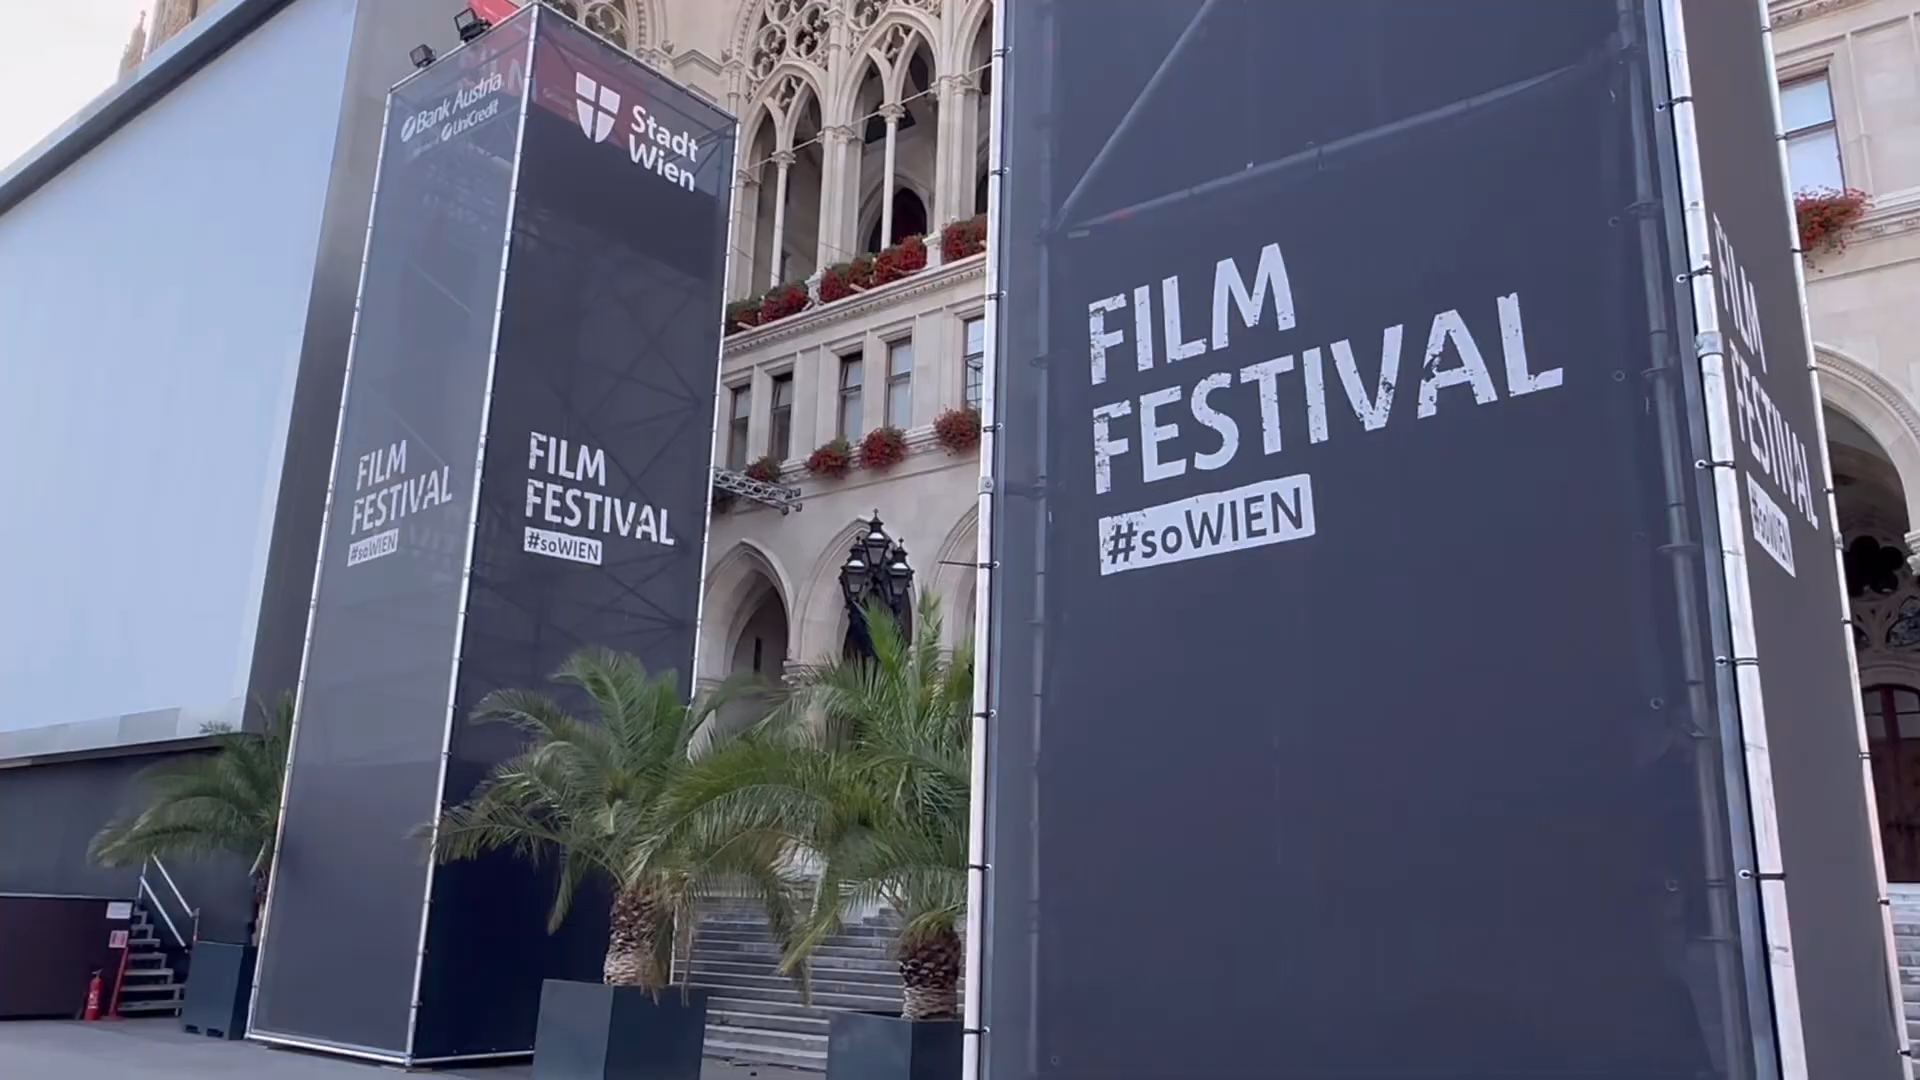 Bank Austria
UniCredit
Stadt
Wien
FILM
FESTIVAL
#soWIEN
FILM
FESTIVAL
#soWIEN
FILM
FESTIVAL
#soWIEN
FILM
FESTIVAL
#soWIEN